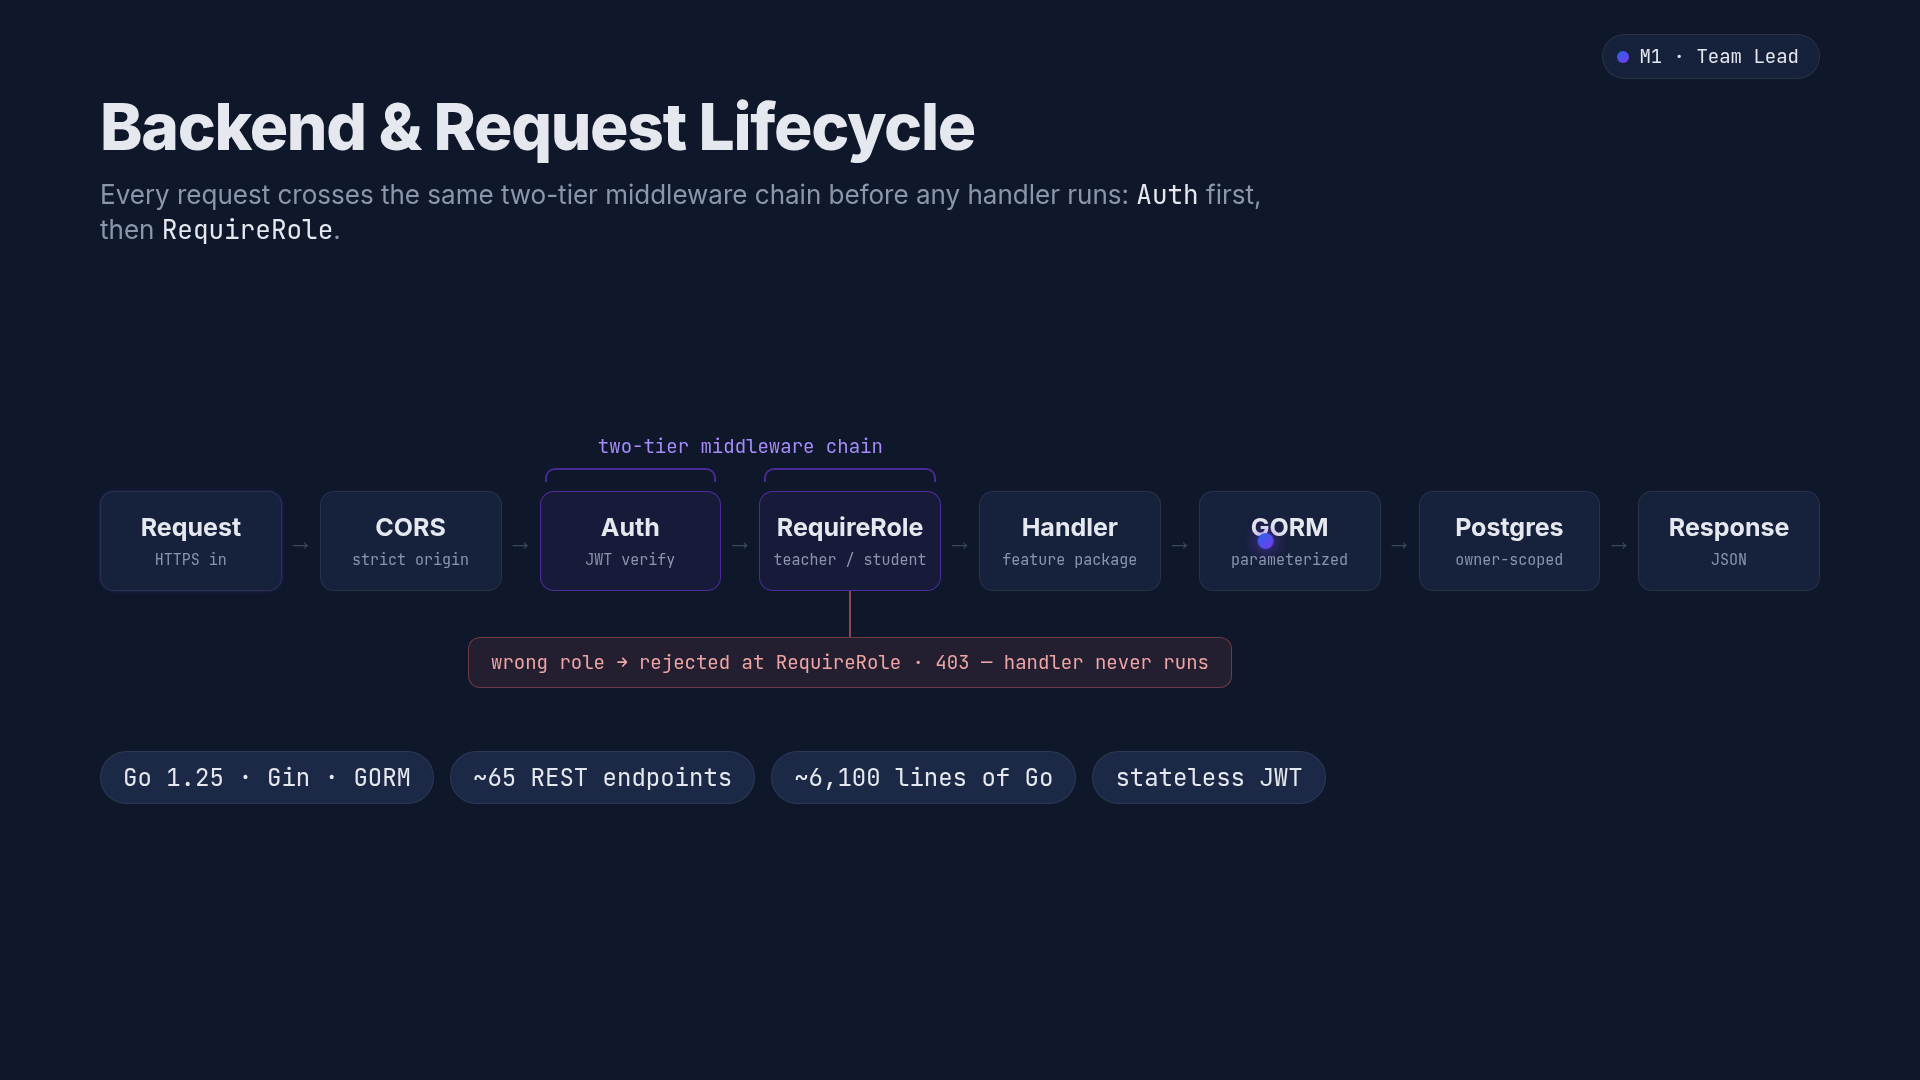 M1 · Team Lead
Backend & Request Lifecycle
Every request crosses the same two-tier middleware chain before any handler runs: Auth first,
then RequireRole.
two-tier middleware chain
Request
HTTPS in
→
CORS
strict origin
→
Auth
JWT verify
→
RequireRole
teacher / student
→
Handler
feature package
→
GORM
parameterized
→
Postgres
owner-scoped
→
Response
JSON
wrong role → rejected at RequireRole · 403 — handler never runs
Go 1.25 · Gin · GORM
~65 REST endpoints
~6,100 lines of Go
stateless JWT